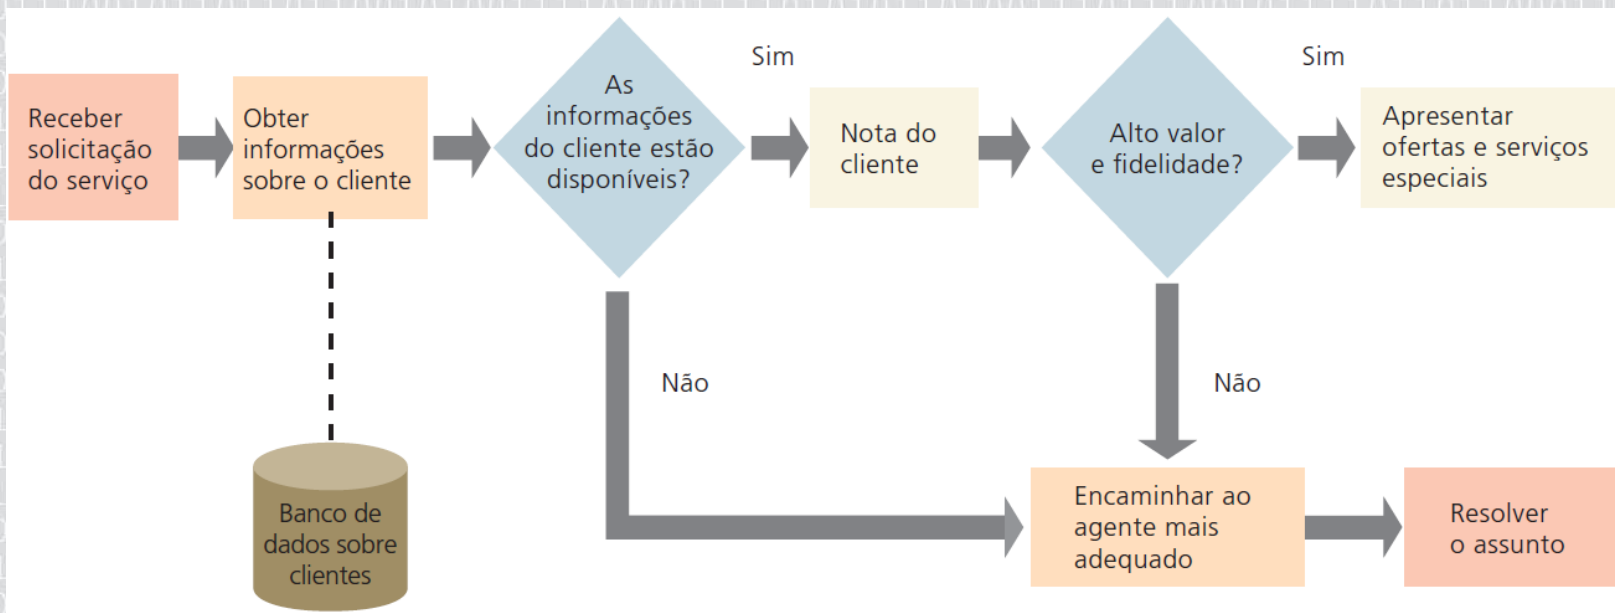 Receber
solicitação
do serviço
Obter
informações
sobre o cliente
As
informações
do cliente estão
disponíveis?
Sim
Nota do
cliente
Alto valor
e fidelidade?
Sim
Apresentar
ofertas e serviços
especiais
Não
Não
Banco de
dados sobre
clientes
Encaminhar ao
agente mais
adequado
Resolver
o assunto